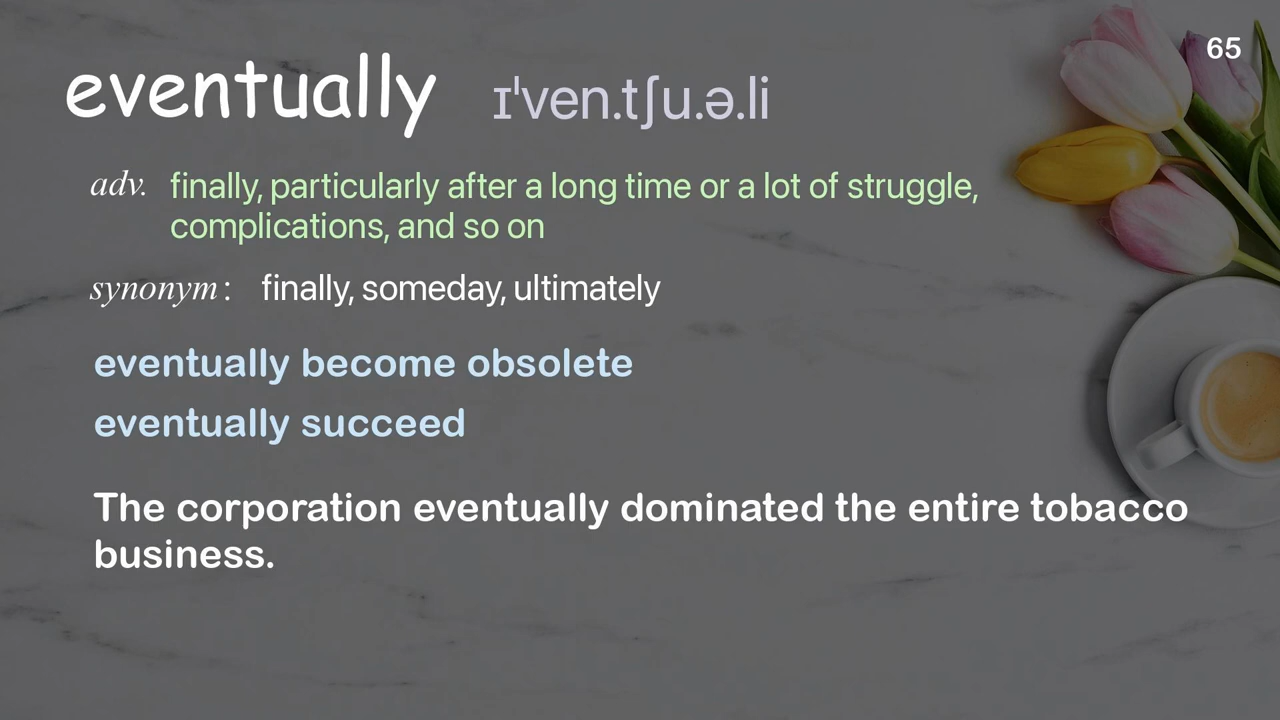 65
eventually ɪˈven.tʃu.ə.li
adv. finally, particularly after a long time or a lot of struggle,
complications, and so on
synonym: finally, someday, ultimately
eventually become obsolete
eventually succeed
The corporation eventually dominated the entire tobacco
business.